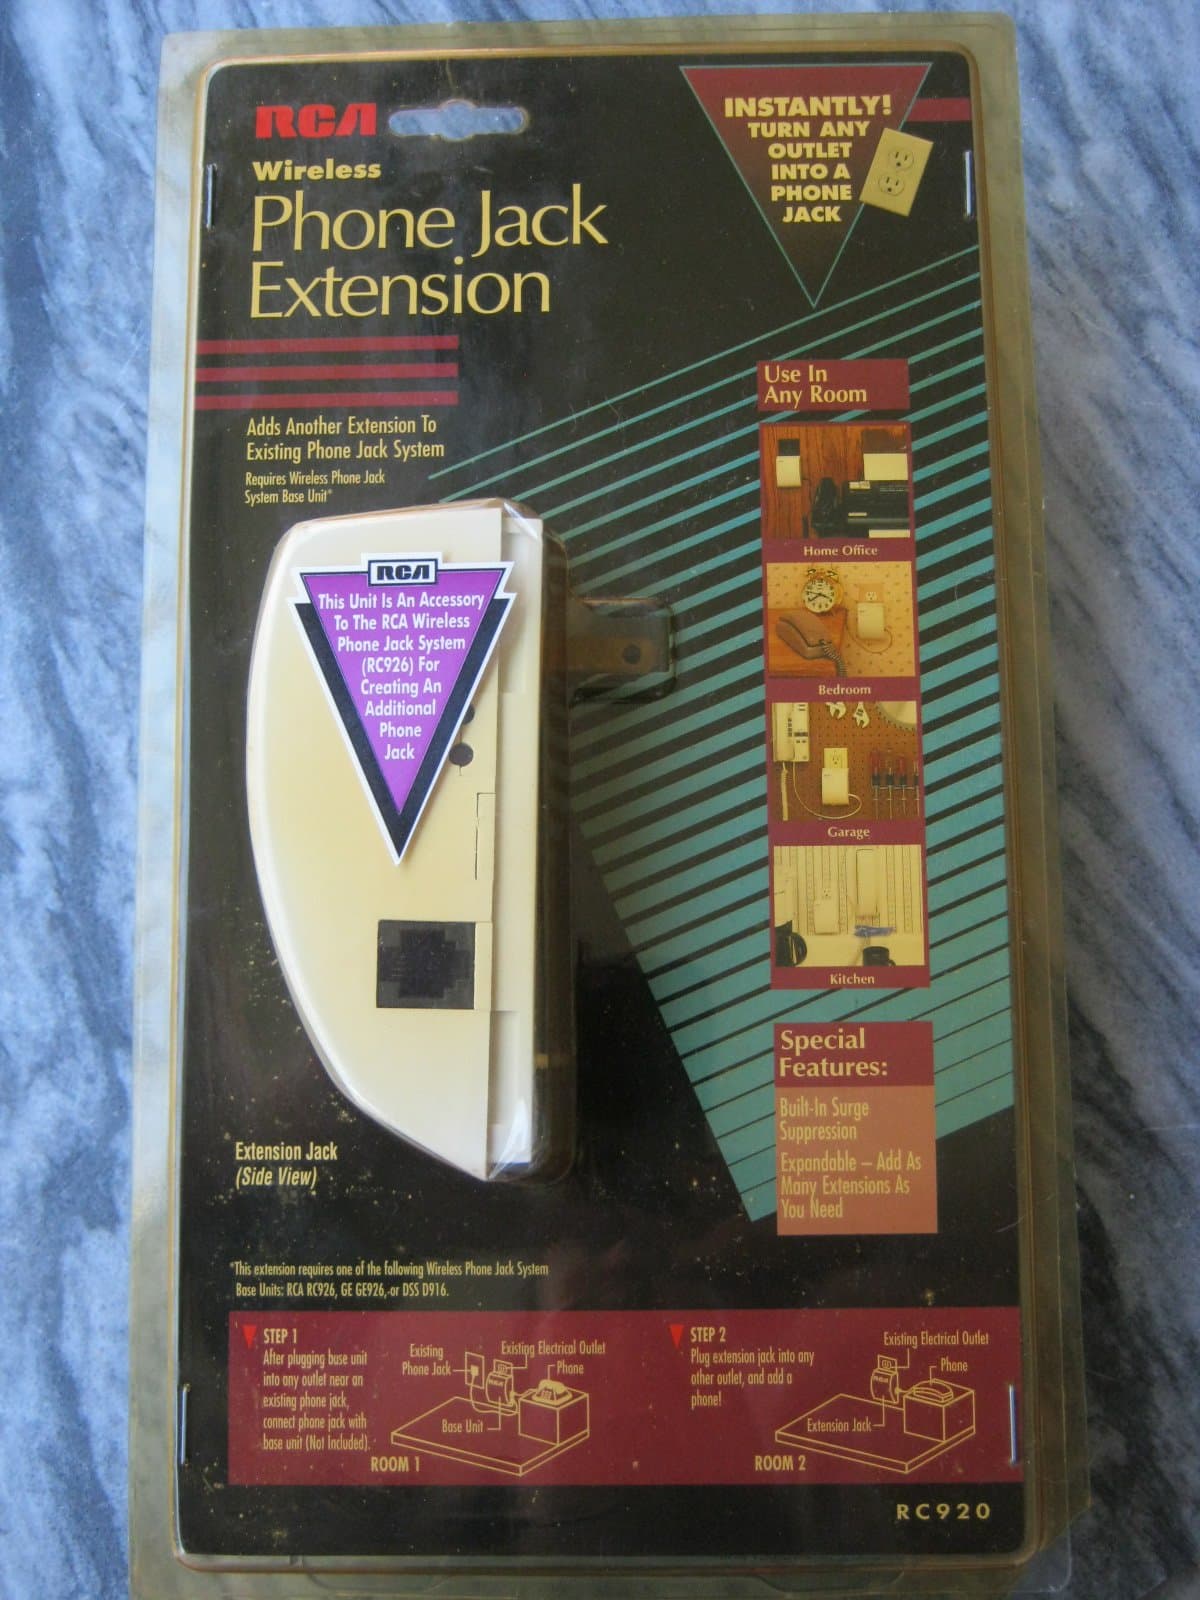 RCA
Wireless
Phone Jack
Extension
INSTANTLY!
TURN ANY
OUTLET
INTO A
PHONE
JACK
Adds Another Extension To
Existing Phone Jack System
Requires Wireless Phone Jack
System Base Unit*
Use In
Any Room
Home Office
Bedroom
Garage
Kitchen
RCA
This Unit Is An Accessory
To The RCA Wireless
Phone Jack System
(RC926) For
Creating An
Additional
Phone
Jack
Special
Features:
Built-In Surge
Suppression
Expandable – Add As
Many Extensions As
You Need
Extension Jack
(Side View)
*This extension requires one of the following Wireless Phone Jack System
Base Units: RCA RC926, GE GE926, or DSS D916.
STEP 1
After plugging base unit
into any outlet near an
existing phone jack,
connect phone jack with
base unit (Not Included).
Existing
Phone Jack
Existing Electrical Outlet
Phone
Base Unit
ROOM 1
STEP 2
Plug extension jack into any
other outlet, and add a
phone!
Existing Electrical Outlet
Phone
Extension Jack
ROOM 2
RC920